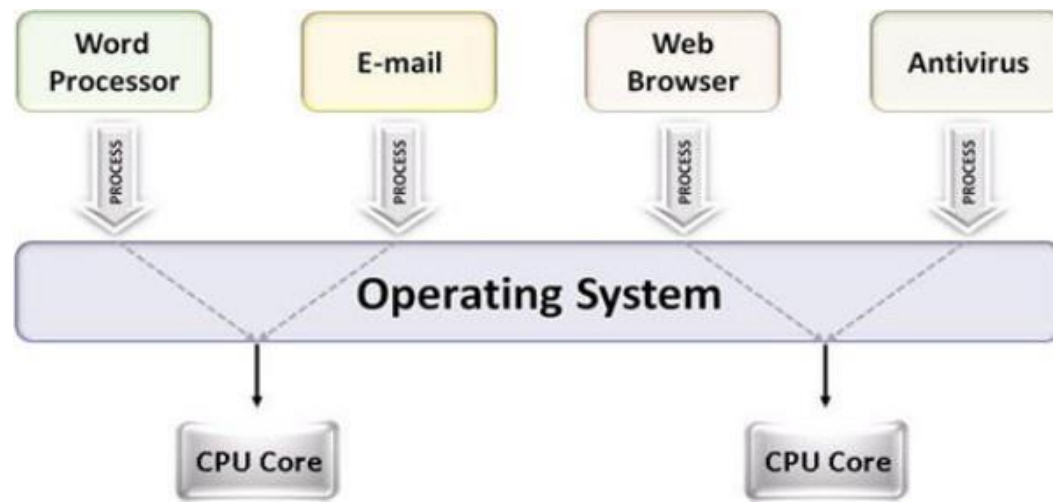 Word
Processor
E-mail
Web
Browser
Antivirus
PROCESS
PROCESS
PROCESS
PROCESS
Operating System
CPU Core
CPU Core